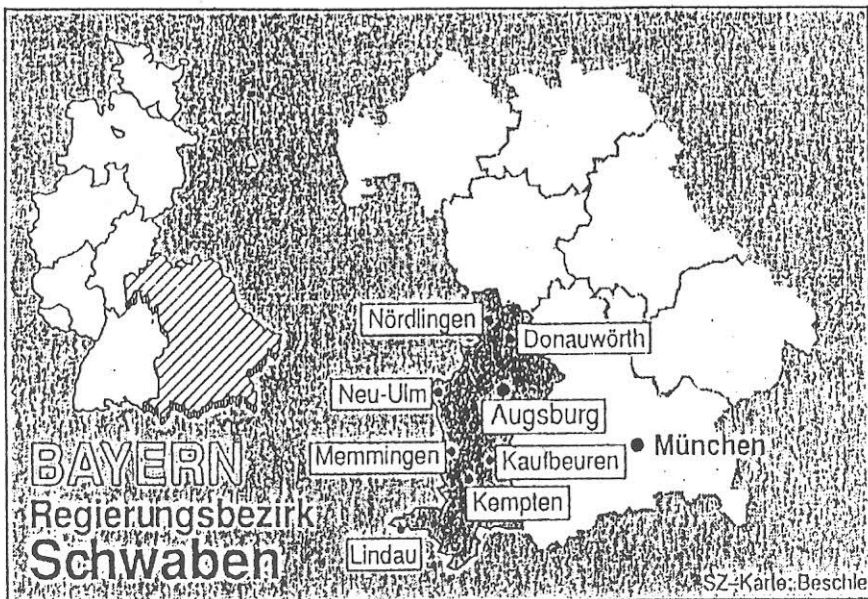 Nördlingen
Donauwörth
Neu-Ulm
Augsburg
Memmingen
Kaufbeuren
München
Kempten
Lindau
BAYERN
Regierungsbezirk
Schwaben
SZ-Karte: Beschle